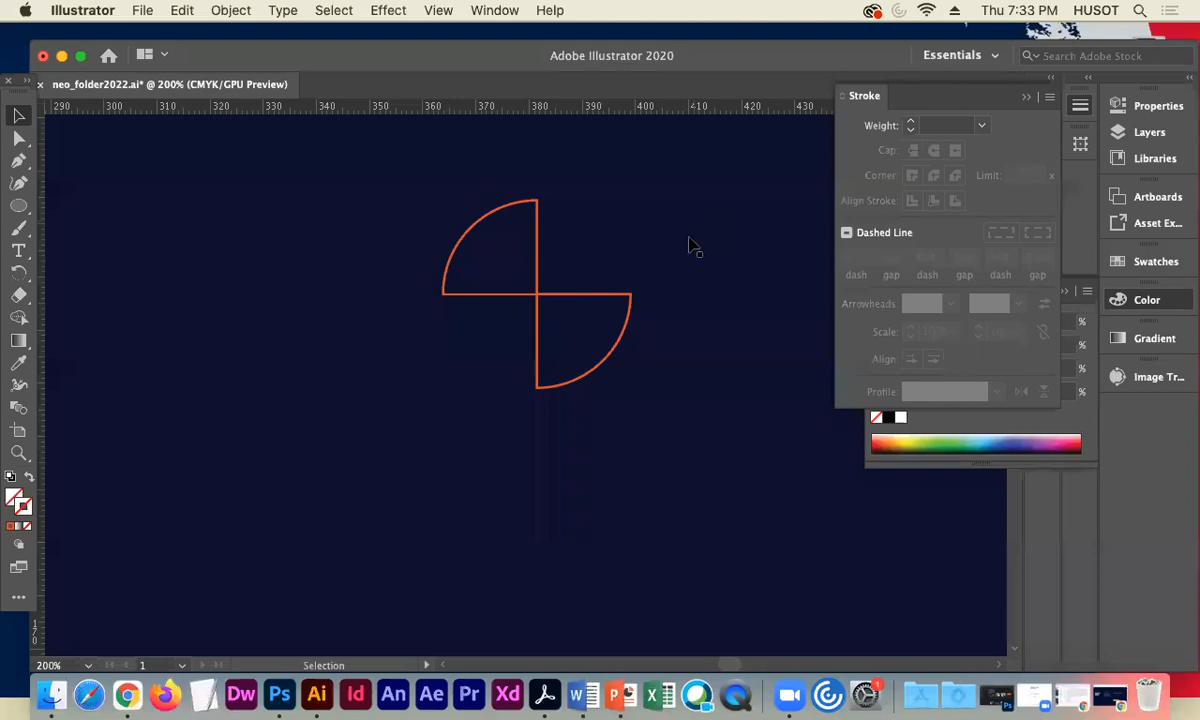 Illustrator File Edit Object Type Select Effect View Window Help Thu 7:33 PM HUSOT
Adobe Illustrator 2020 Essentials Search Adobe Stock
× neo_folder2022.ai* @ 200% (CMYK/GPU Preview)
290 300 310 320 330 340 350 360 370 380 390 400 410 420 430
Stroke
Weight:
Cap:
Corner: Limit: x
Align Stroke:
Dashed Line
dash gap dash gap dash gap
Arrowheads:
Scale:
Align:
Profile:
%
%
%
%
Properties
Layers
Libraries
Artboards
Asset Ex...
Swatches
Color
Gradient
Image Tr...
170
200% 1 Selection
Dw Ps Ai Id An Ae Pr Xd W P X 1